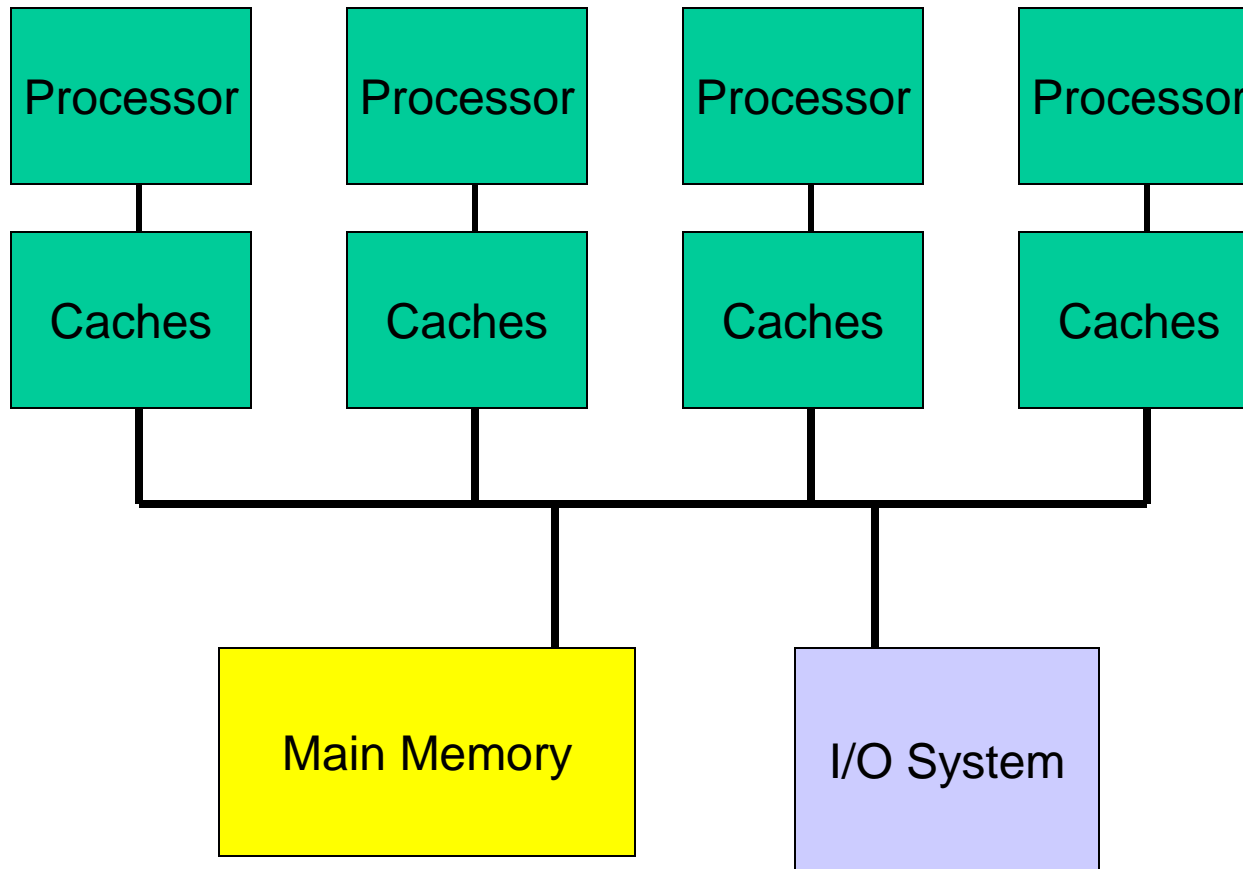 Processor
Processor
Processor
Processor
Caches
Caches
Caches
Caches
Main Memory
I/O System